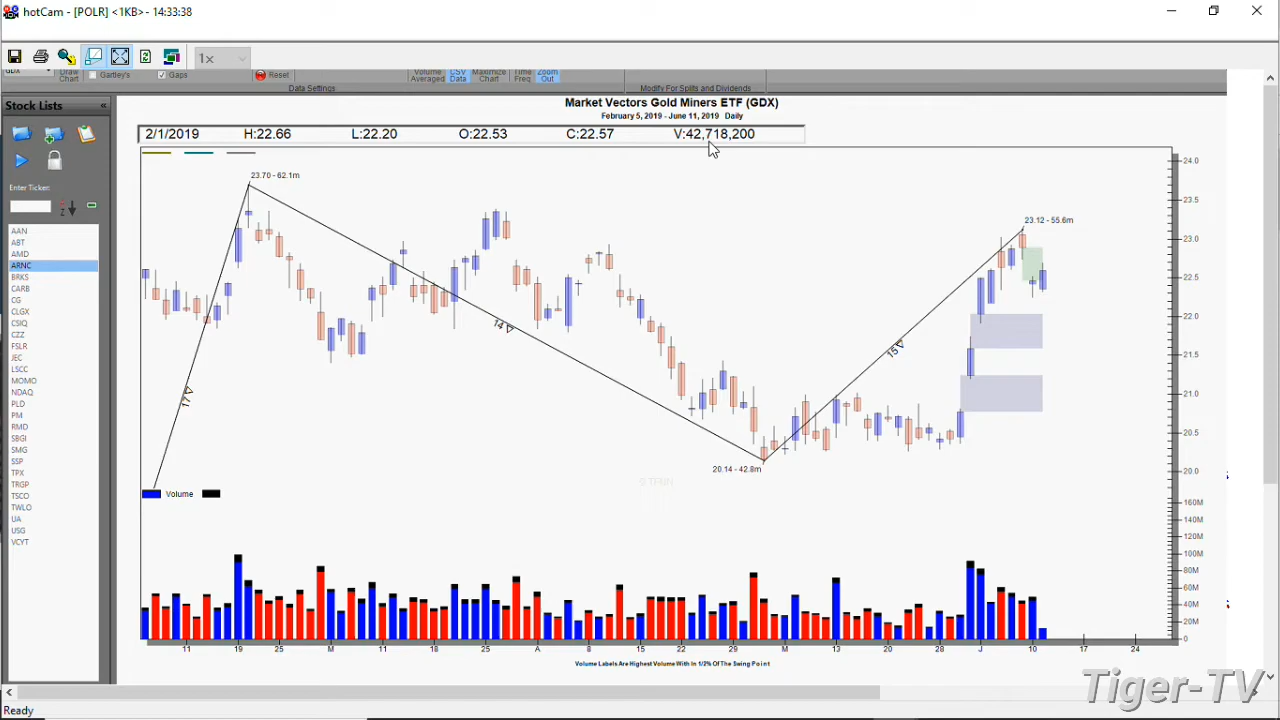 hotCam - [POLR] <1KB> - 14:33:38
1x
GDX
Draw Chart
Gartley's
Gaps
Reset
Volume Averaged
CSV Data
Maximize Chart
Time Freq
Zoom Out
Data Settings
Modify For Splits and Dividends
Stock Lists «
Market Vectors Gold Miners ETF (GDX)
February 5, 2019 - June 11, 2019 Daily
2/1/2019 H:22.66 L:22.20 O:22.53 C:22.57 V:42,718,200
Enter Ticker:
AAN
ABT
AMD
ARNC
BRKS
CARB
CG
CLGX
CSIQ
CZZ
FSLR
JEC
LSCC
MOMO
NDAQ
PLD
PM
RMD
SBGI
SMG
SSP
TPX
TRGP
TSCO
TWLO
UA
USG
VCYT
23.70 - 62.1m
23.12 - 55.6m
20.14 - 42.8m
17
14
15
24.0
23.5
23.0
22.5
22.0
21.5
21.0
20.5
20.0
Volume
160M
140M
120M
100M
80M
60M
40M
20M
0
11 19 25 M 11 18 25 A 8 15 22 29 M 13 20 28 J 10 17 24
Volume Labels Are Highest Volume With In 1/2% Of The Swing Point
Tiger-TV
Ready